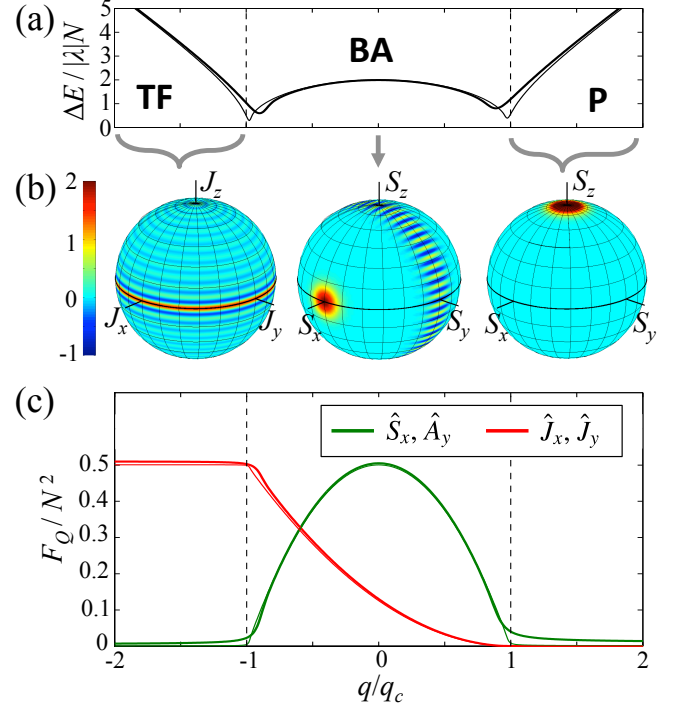 (a)
ΔE/|λ|N
5
4
3
2
1
0
TF
BA
P
(b)
2
1
0
-1
J_z
J_x
J_y
S_z
S_x
S_y
S_z
S_x
S_y
(c)
Ŝ_x, Â_y
Ĵ_x, Ĵ_y
F_Q/N²
0.5
0.4
0.3
0.2
0.1
0
-2
-1
0
1
2
q/q_c